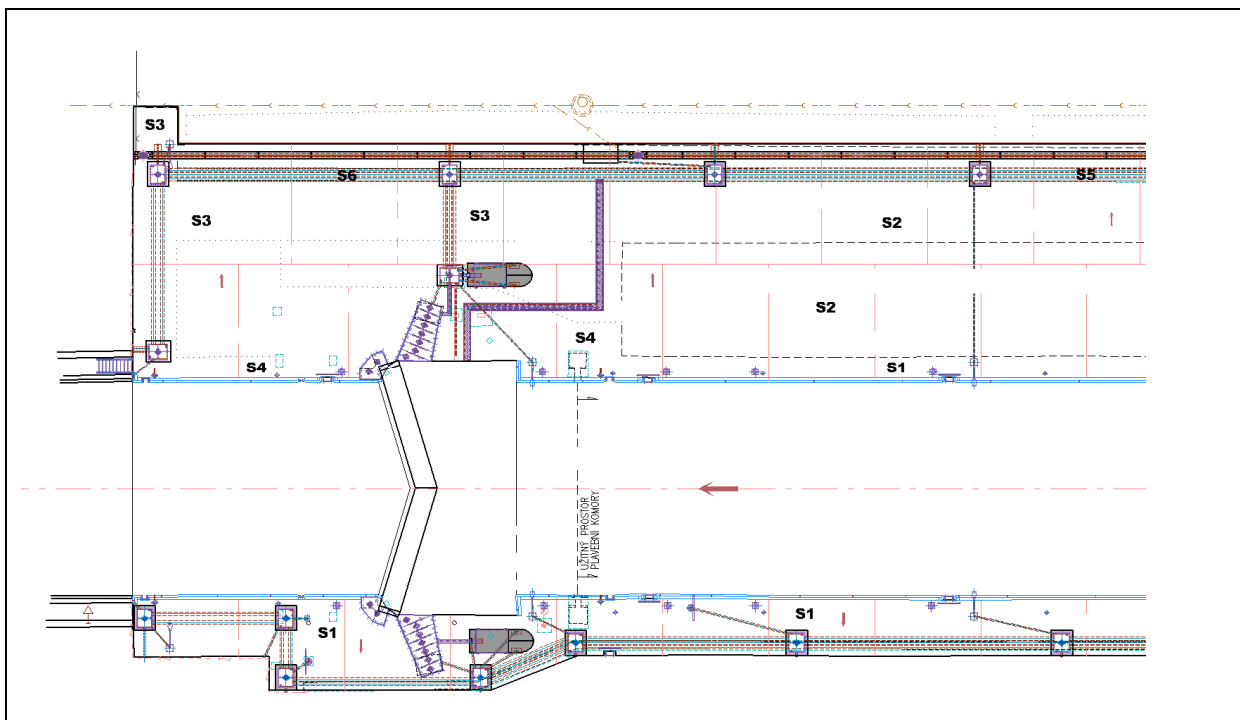 S3
S6
S5
S3
S3
S2
S2
S4
S4
S1
UŽITNÝ PROSTOR
PLAVEBNÍ KOMORY
S1
S1